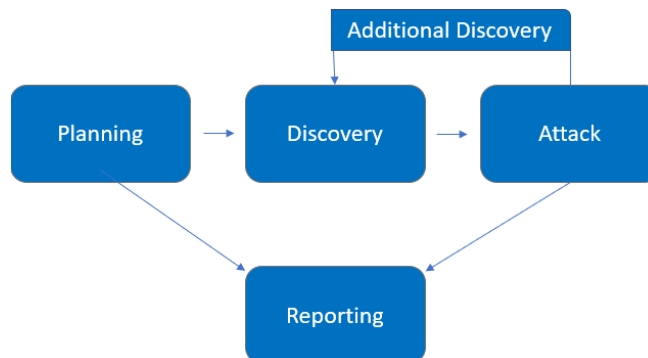 Additional Discovery
Planning
Discovery
Attack
Reporting